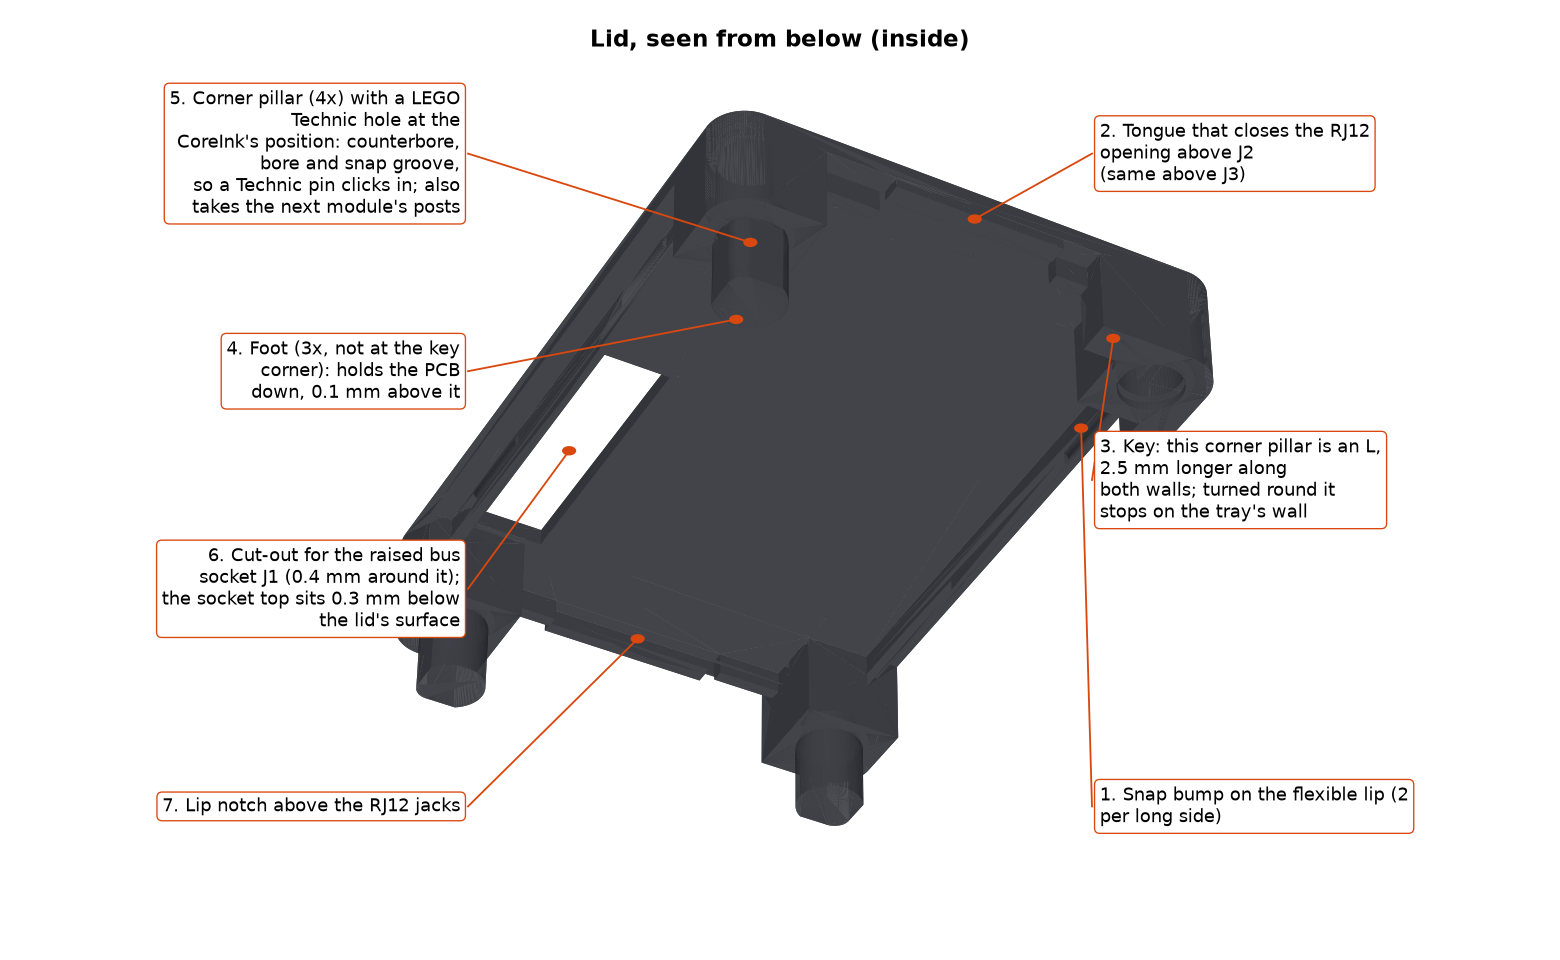 Lid, seen from below (inside)
5. Corner pillar (4x) with a LEGO
Technic hole at the
CoreInk's position: counterbore,
bore and snap groove,
so a Technic pin clicks in; also
takes the next module's posts
2. Tongue that closes the RJ12
opening above J2
(same above J3)
4. Foot (3x, not at the key
corner): holds the PCB
down, 0.1 mm above it
3. Key: this corner pillar is an L,
2.5 mm longer along
both walls; turned round it
stops on the tray's wall
6. Cut-out for the raised bus
socket J1 (0.4 mm around it);
the socket top sits 0.3 mm below
the lid's surface
7. Lip notch above the RJ12 jacks
1. Snap bump on the flexible lip (2
per long side)